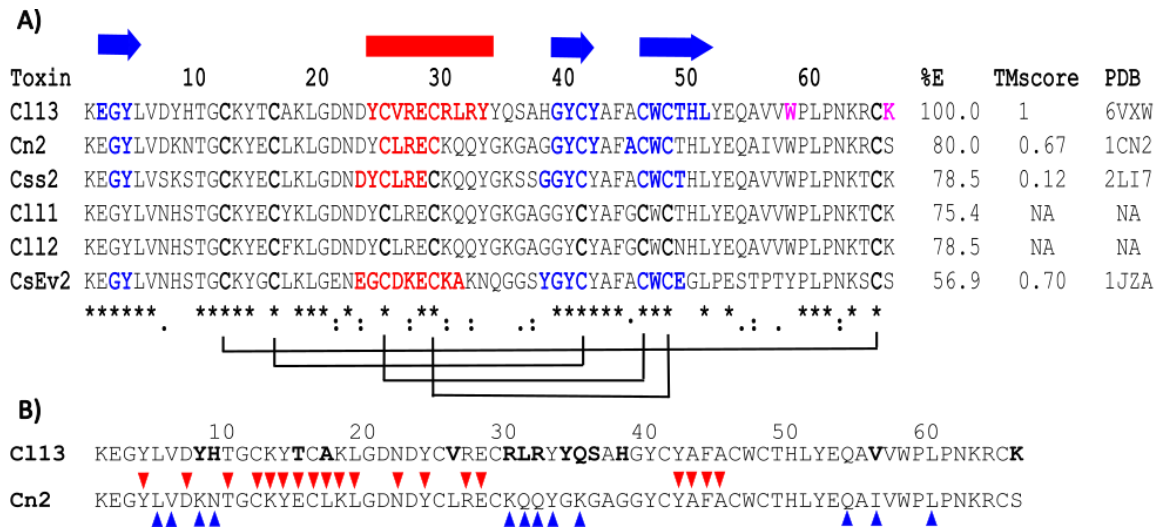 A)
Toxin 10 20 30 40 50 60 %E TMscore PDB
Cl13 KEGYLVDYHTGCKYTCAKLGDNDYCVRECRLRYYQSAHGYCYAFACWCTHLYEQAVVWPLPNKRCK 100.0 1 6VXW
Cn2 KEGYLVDKNTGCKYECLKLGDNDYCLRECKQQYGKGAGGYCYAFACWCTHLYEQAIVWPLPNKRCS 80.0 0.67 1CN2
Css2 KEGYLVSKSTGCKYECLKLGDNDYCLRECKQQYGKSSGGYCYAFACWCTHLYEQAVVWPLPNKTCK 78.5 0.12 2LI7
Cll1 KEGYLVNHSTGCKYECYKLGDNDYCLRECKQQYGKGAGGYCYAFGCWCTHLYEQAVVWPLPNKTCK 75.4 NA NA
Cll2 KEGYLVNHSTGCKYECFKLGDNDYCLRECKQQYGKGAGGYCYAFGCWCNHLYEQAVVWPLPNKTCK 78.5 NA NA
CsEv2 KEGYLVNHSTGCKYGCLKLGENEGCDKECKAKNQGGSYGYCYAFACWCEGLPESTPTYPLPNKSCS 56.9 0.70 1JZA
****** ***** * *** * * ** * ****** *** * * **** *
. : : : : : . : . . : . :
B)
10 20 30 40 50 60
Cl13 KEGYLVDYHTGCKYTCAKLGDNDYCVRECRLRYYQSAHGYCYAFACWCTHLYEQAVVWPLPNKRCK
Cn2 KEGYLVDKNTGCKYECLKLGDNDYCLRECKQQYGKGAGGYCYAFACWCTHLYEQAIVWPLPNKRCS